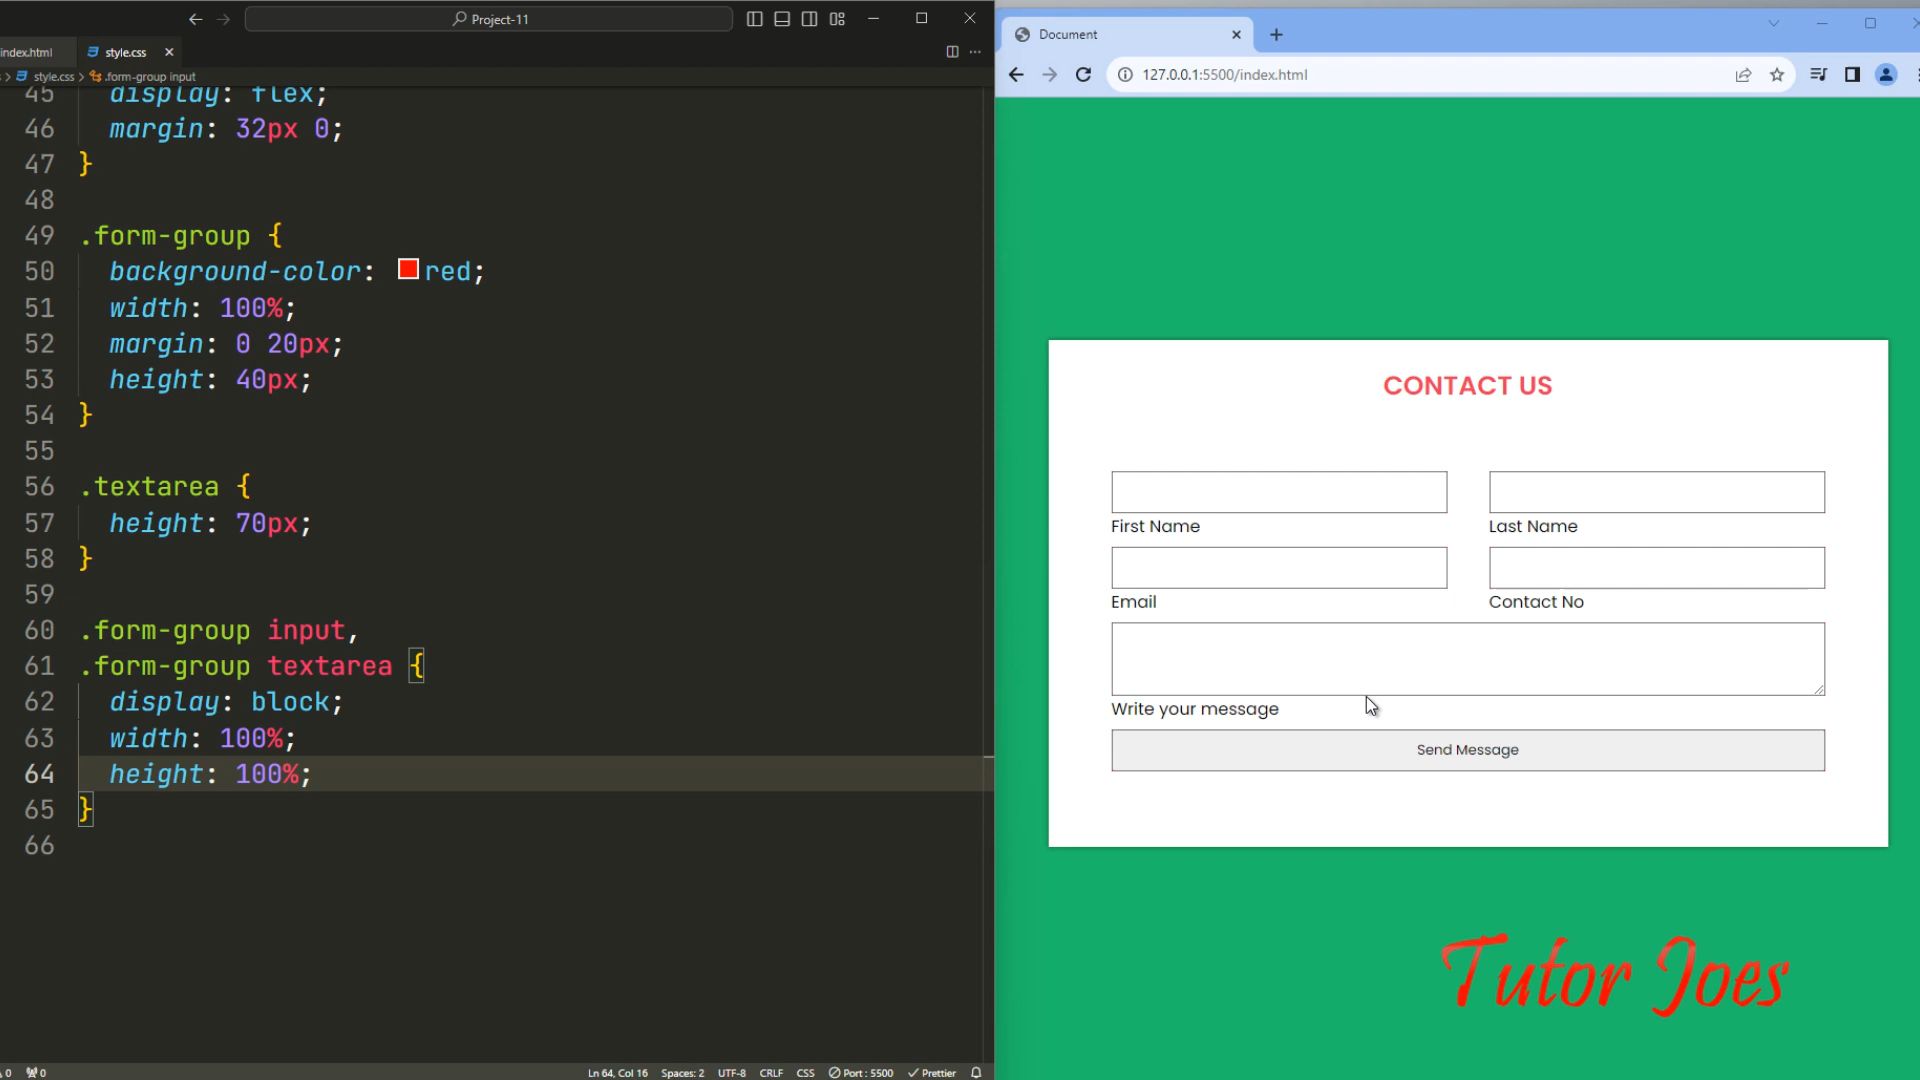 Project-11
index.html
style.css
style.css
.form-group input
45 display: flex;
46 margin: 32px 0;
47 }
48
49 .form-group {
50 background-color: red;
51 width: 100%;
52 margin: 0 20px;
53 height: 40px;
54 }
55
56 .textarea {
57 height: 70px;
58 }
59
60 .form-group input,
61 .form-group textarea {
62 display: block;
63 width: 100%;
64 height: 100%;
65 }
66
0 0 Ln 64, Col 16 Spaces: 2 UTF-8 CRLF CSS Port : 5500 Prettier
Document
127.0.0.1:5500/index.html
CONTACT US
First Name Last Name
Email Contact No
Write your message
Send Message
Tutor Joes